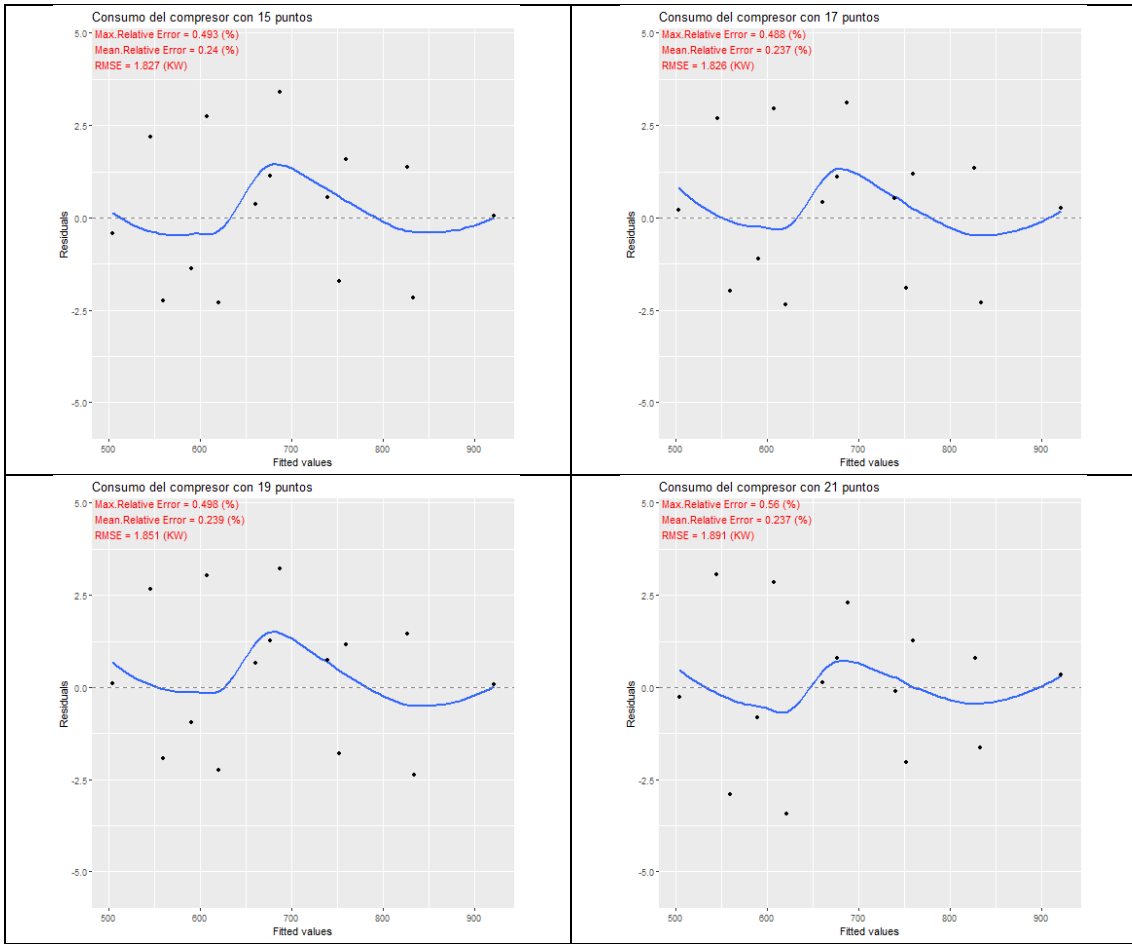 Consumo del compresor con 15 puntos
Max.Relative Error = 0.493 (%)
Mean.Relative Error = 0.24 (%)
RMSE = 1.827 (KW)
5.0
2.5
0.0
-2.5
-5.0
Residuals
500 600 700 800 900
Fitted values
Consumo del compresor con 17 puntos
Max.Relative Error = 0.488 (%)
Mean.Relative Error = 0.237 (%)
RMSE = 1.826 (KW)
5.0
2.5
0.0
-2.5
-5.0
Residuals
500 600 700 800 900
Fitted values
Consumo del compresor con 19 puntos
Max.Relative Error = 0.498 (%)
Mean.Relative Error = 0.239 (%)
RMSE = 1.851 (KW)
5.0
2.5
0.0
-2.5
-5.0
Residuals
500 600 700 800 900
Fitted values
Consumo del compresor con 21 puntos
Max.Relative Error = 0.56 (%)
Mean.Relative Error = 0.237 (%)
RMSE = 1.891 (KW)
5.0
2.5
0.0
-2.5
-5.0
Residuals
500 600 700 800 900
Fitted values